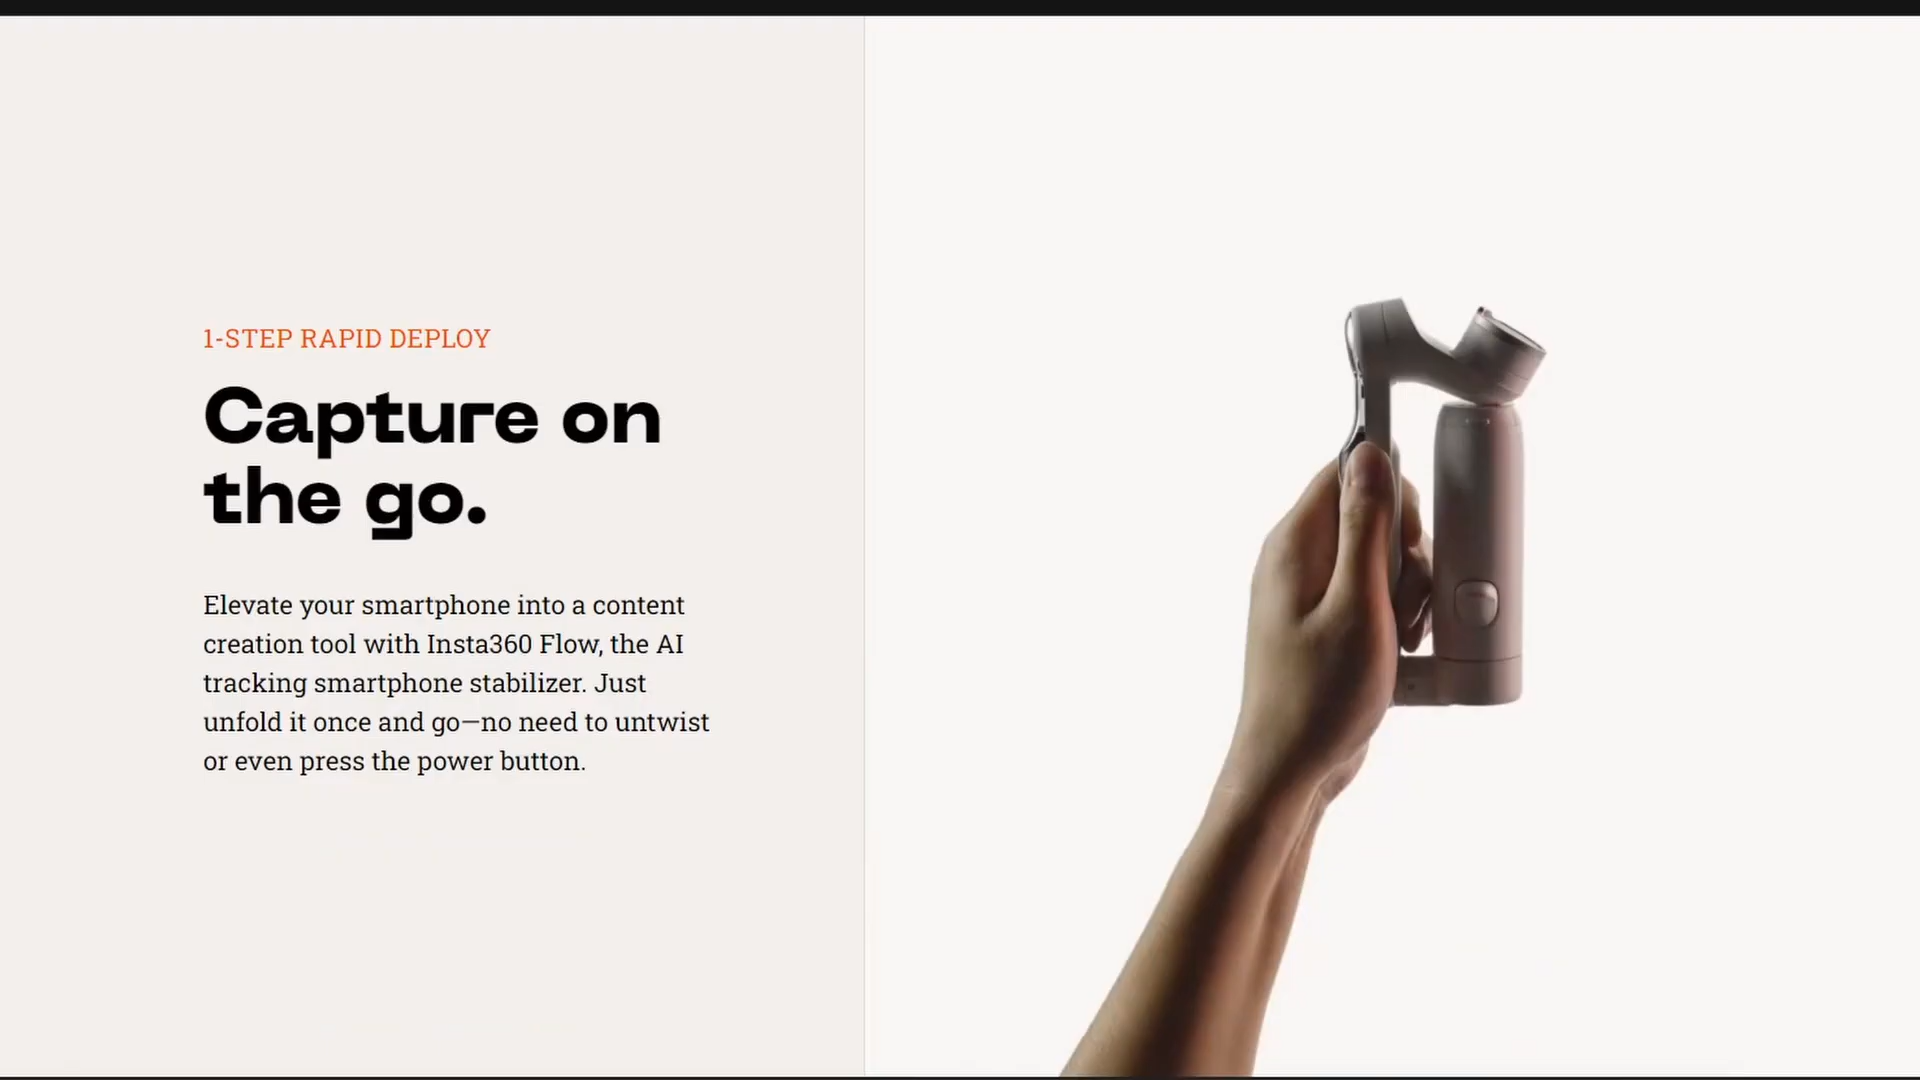 1-STEP RAPID DEPLOY
Capture on
the go.
Elevate your smartphone into a content
creation tool with Insta360 Flow, the AI
tracking smartphone stabilizer. Just
unfold it once and go—no need to untwist
or even press the power button.